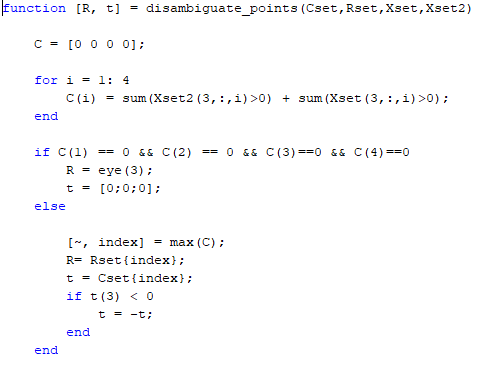 function [R, t] = disambiguate_points(Cset,Rset,Xset,Xset2)
C = [0 0 0 0];
for i = 1: 4
C(i) = sum(Xset2(3,:,i)>0) + sum(Xset(3,:,i)>0);
end
if C(1) == 0 && C(2) == 0 && C(3)==0 && C(4)==0
R = eye(3);
t = [0;0;0];
else
[~, index] = max(C);
R= Rset{index};
t = Cset{index};
if t(3) < 0
t = -t;
end
end